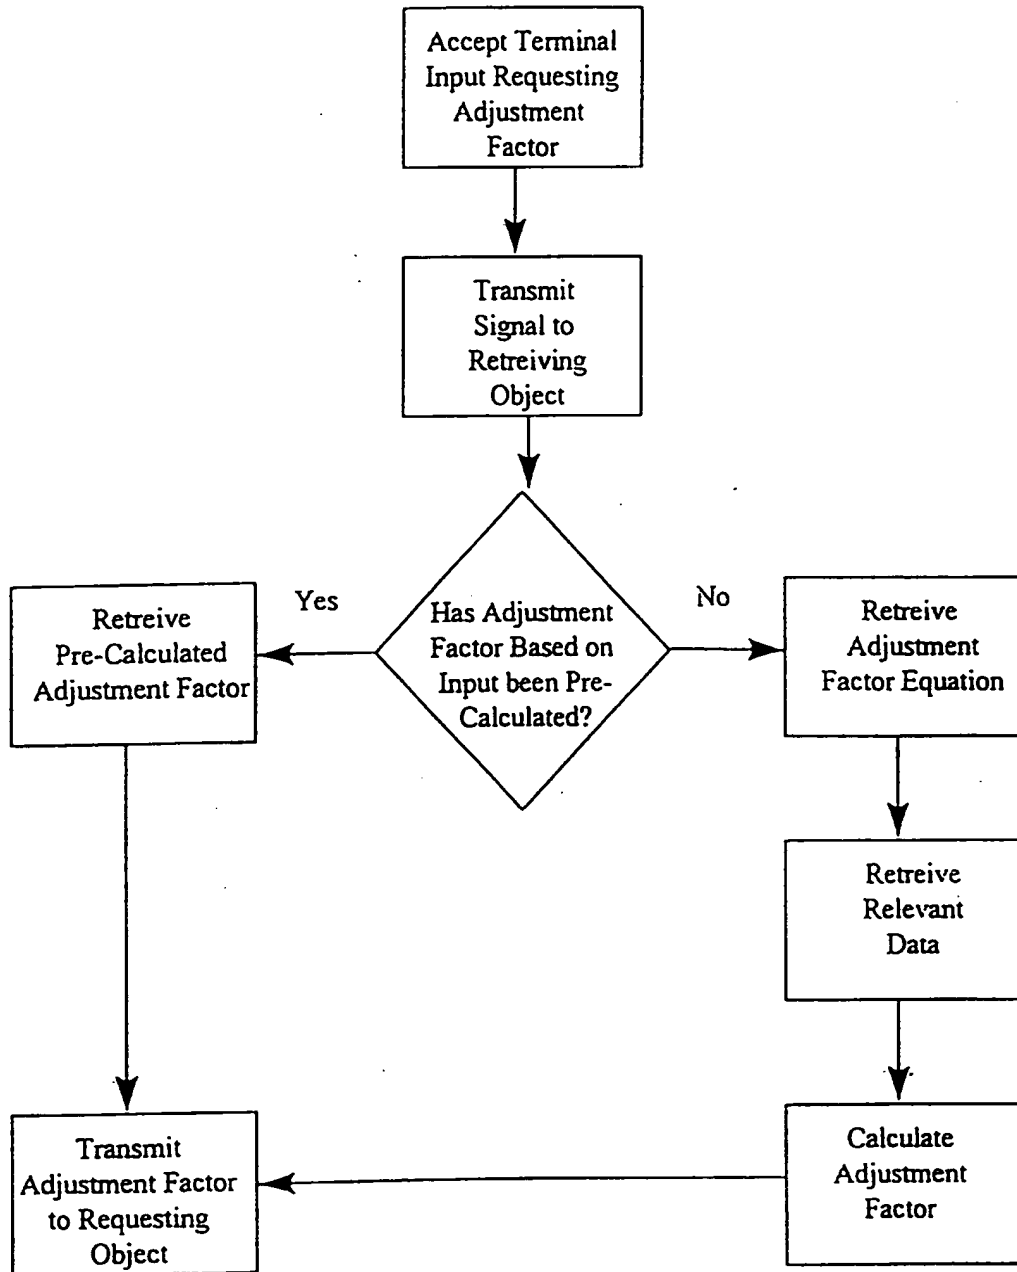 Accept Terminal
Input Requesting
Adjustment
Factor
Transmit
Signal to
Retreiving
Object
Has Adjustment
Factor Based on
Input been Pre-
Calculated?
Yes
No
Retreive
Pre-Calculated
Adjustment Factor
Retreive
Adjustment
Factor Equation
Retreive
Relevant
Data
Calculate
Adjustment
Factor
Transmit
Adjustment Factor
to Requesting
Object